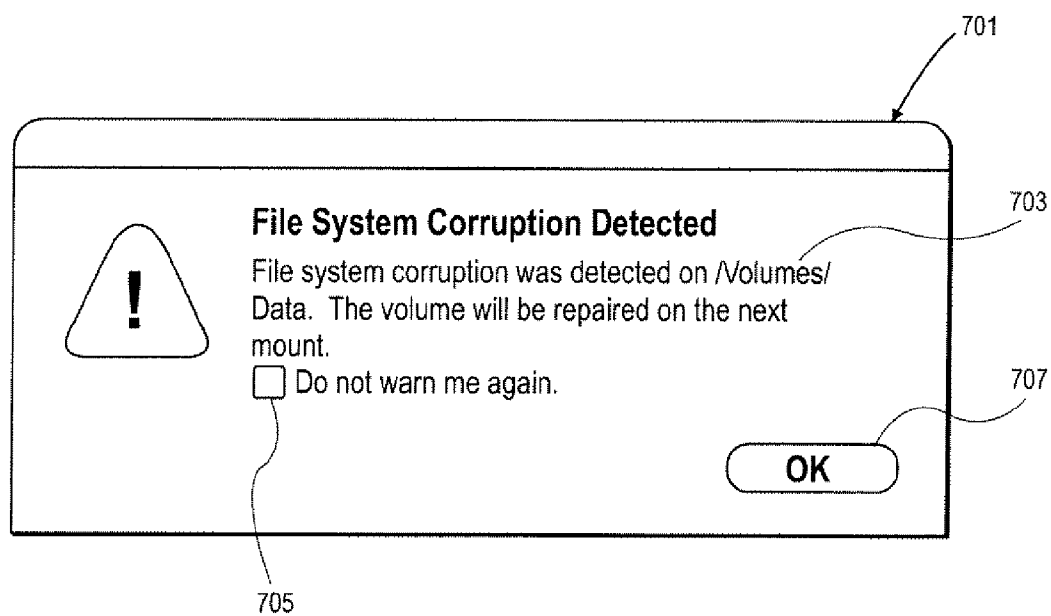 701
File System Corruption Detected
703
File system corruption was detected on /Volumes/
Data. The volume will be repaired on the next
mount.
Do not warn me again.
707
OK
705